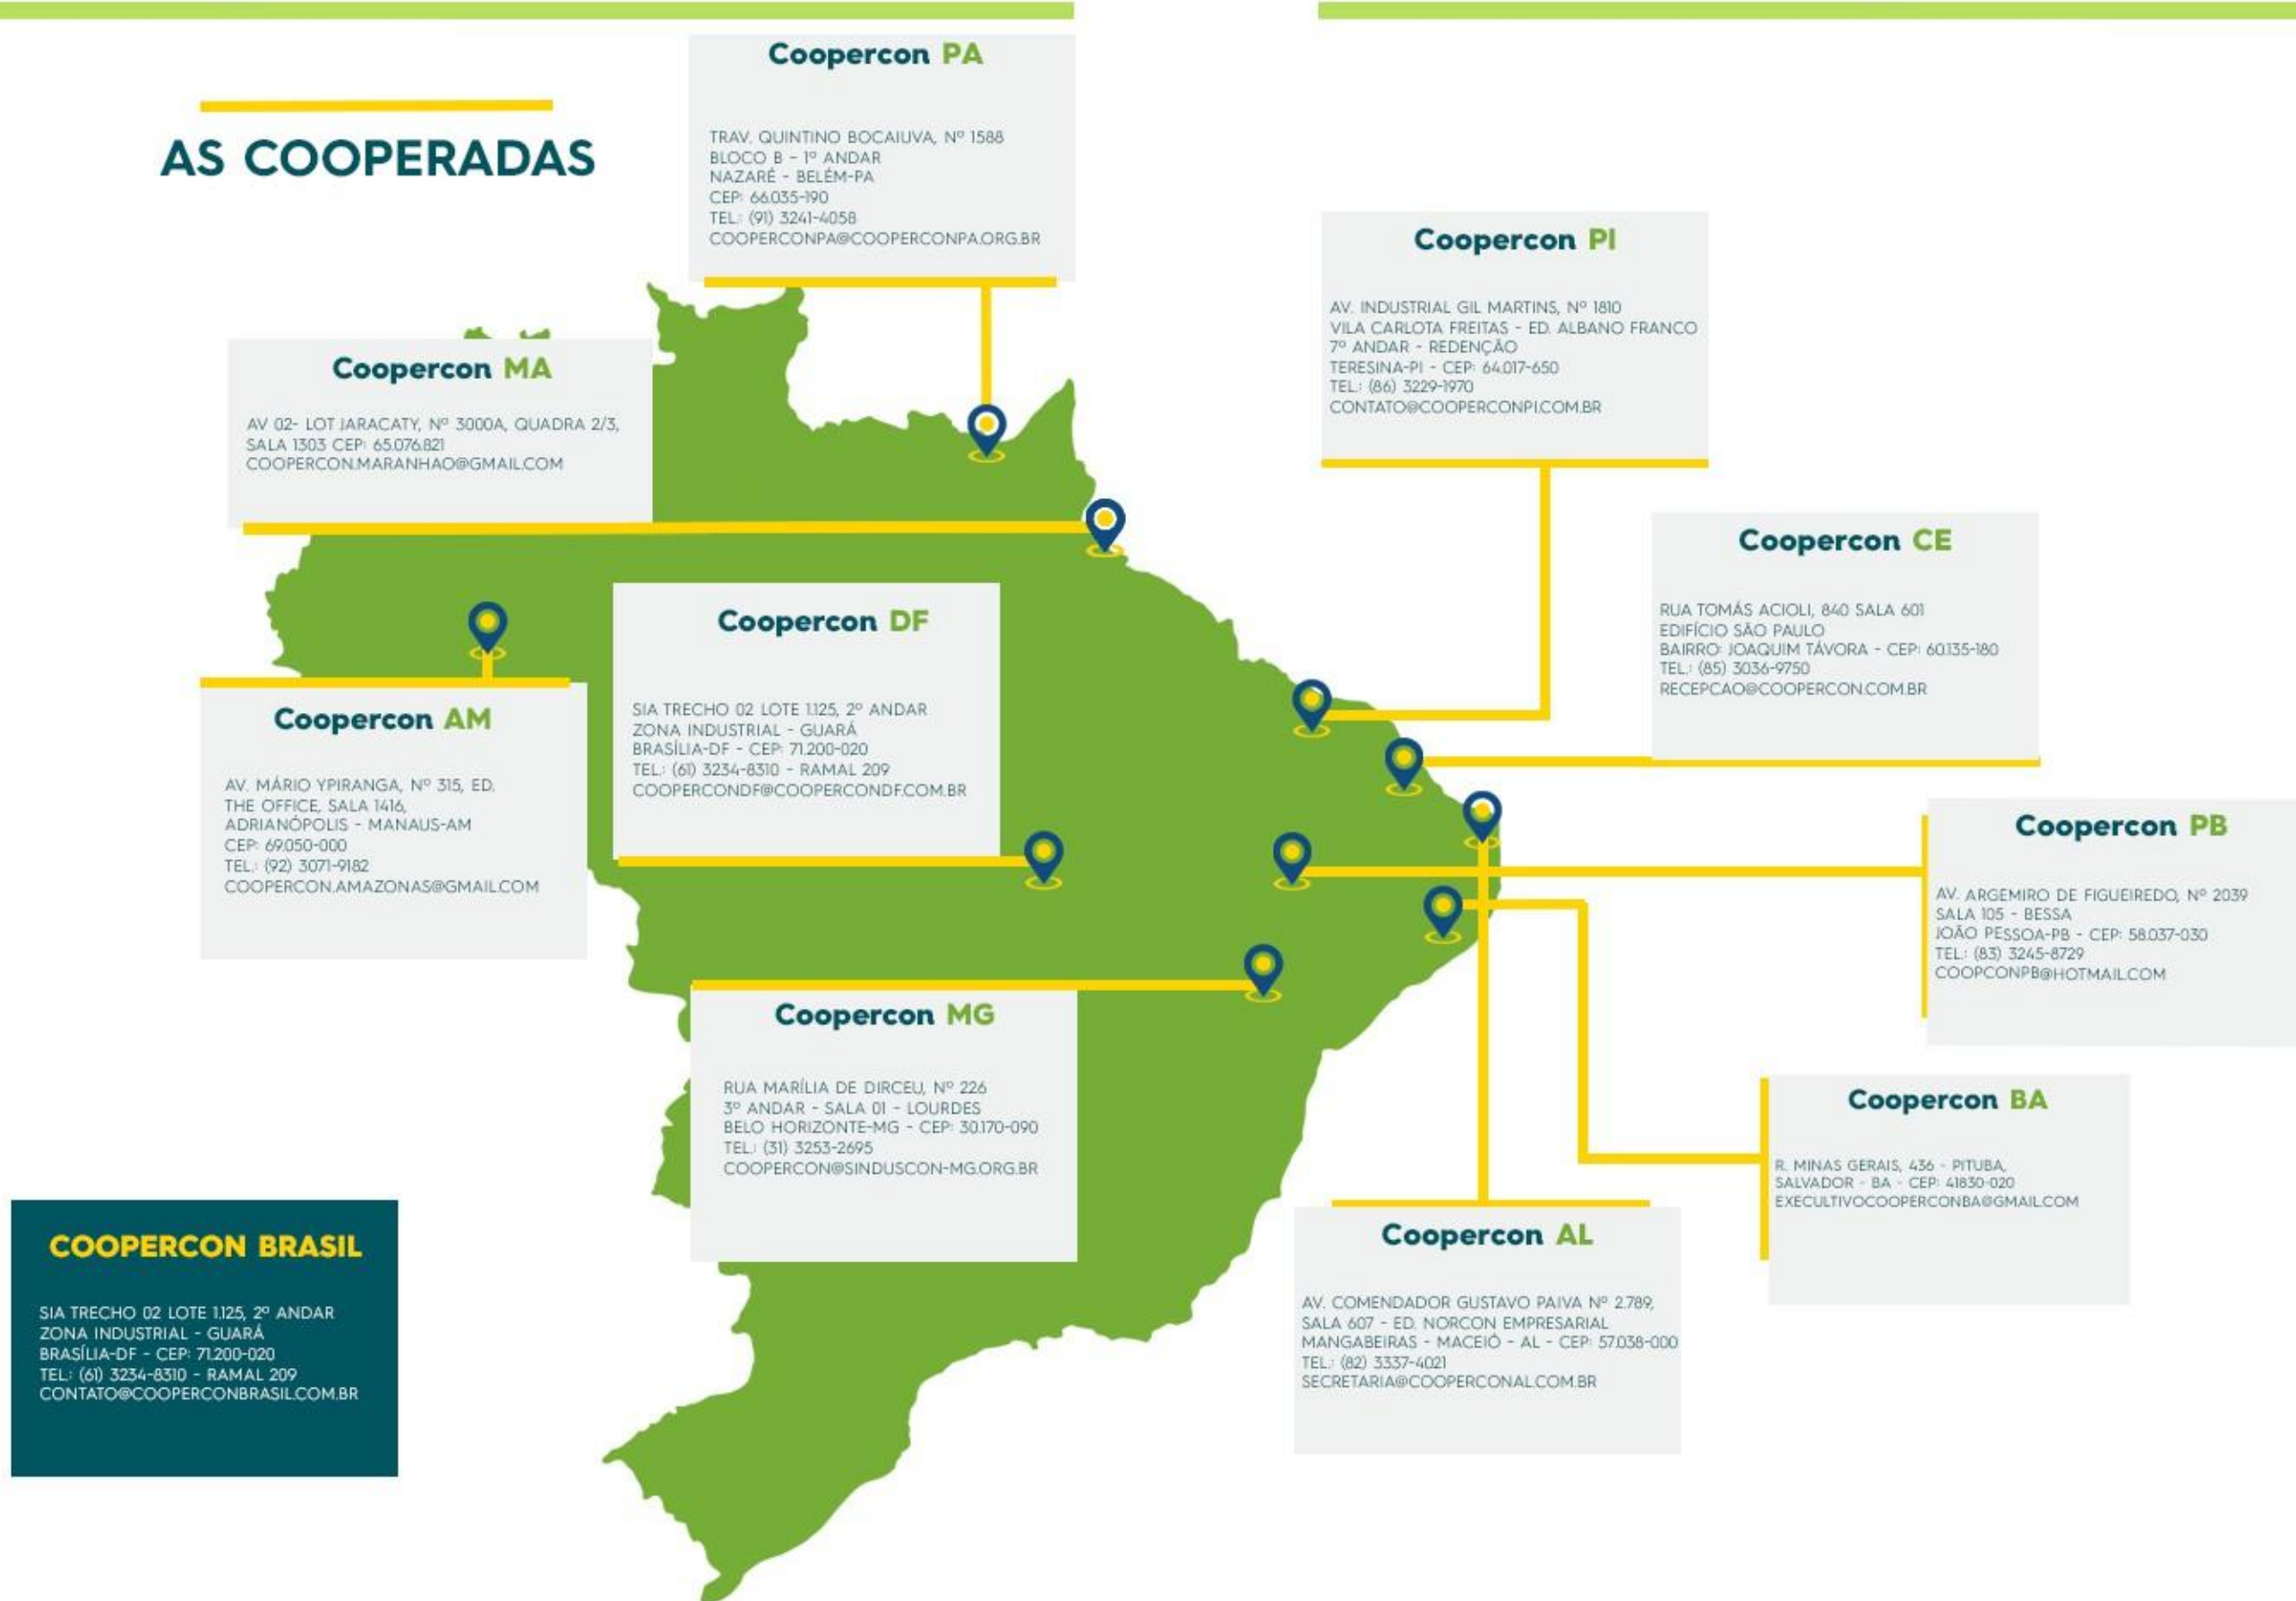 AS COOPERADAS
Coopercon PA
TRAV. QUINTINO BOCAIUVA, Nº 1588
BLOCO B - 1º ANDAR
NAZARÉ - BELÉM-PA
CEP: 66.035-190
TEL.: (91) 3241-4058
COOPERCONPA@COOPERCONPA.ORG.BR
Coopercon PI
AV. INDUSTRIAL GIL MARTINS, Nº 1810
VILA CARLOTA FREITAS - ED. ALBANO FRANCO
7º ANDAR - REDENÇÃO
TERESINA-PI - CEP: 64.017-650
TEL.: (86) 3229-1970
CONTATO@COOPERCONPI.COM.BR
Coopercon MA
AV 02- LOT JARACATY, Nº 3000A, QUADRA 2/3,
SALA 1303 CEP: 65.076.821
COOPERCON.MARANHAO@GMAIL.COM
Coopercon CE
RUA TOMÁS ACIOLI, 840 SALA 601
EDIFÍCIO SÃO PAULO
BAIRRO: JOAQUIM TÁVORA - CEP: 60.135-180
TEL.: (85) 3036-9750
RECEPCAO@COOPERCON.COM.BR
Coopercon DF
SIA TRECHO 02 LOTE 1.125, 2º ANDAR
ZONA INDUSTRIAL - GUARÁ
BRASÍLIA-DF - CEP: 71.200-020
TEL.: (61) 3234-8310 - RAMAL 209
COOPERCONDF@COOPERCONDF.COM.BR
Coopercon AM
AV. MÁRIO YPIRANGA, Nº 315, ED.
THE OFFICE, SALA 1416,
ADRIANÓPOLIS - MANAUS-AM
CEP: 69.050-000
TEL.: (92) 3071-9182
COOPERCON.AMAZONAS@GMAIL.COM
Coopercon PB
AV. ARGEMIRO DE FIGUEIREDO, Nº 2039
SALA 105 - BESSA
JOÃO PESSOA-PB - CEP: 58.037-030
TEL.: (83) 3245-8729
COOPCONPB@HOTMAIL.COM
Coopercon MG
RUA MARÍLIA DE DIRCEU, Nº 226
3º ANDAR - SALA 01 - LOURDES
BELO HORIZONTE-MG - CEP: 30.170-090
TEL.: (31) 3253-2695
COOPERCON@SINDUSCON-MG.ORG.BR
Coopercon BA
R. MINAS GERAIS, 436 - PITUBA,
SALVADOR - BA - CEP: 41830-020
EXECULTIVOCOOPERCONBA@GMAIL.COM
Coopercon AL
AV. COMENDADOR GUSTAVO PAIVA Nº 2.789,
SALA 607 - ED. NORCON EMPRESARIAL
MANGABEIRAS - MACEIÓ - AL - CEP: 57.038-000
TEL.: (82) 3337-4021
SECRETARIA@COOPERCONAL.COM.BR
COOPERCON BRASIL
SIA TRECHO 02 LOTE 1.125, 2º ANDAR
ZONA INDUSTRIAL - GUARÁ
BRASÍLIA-DF - CEP: 71.200-020
TEL.: (61) 3234-8310 - RAMAL 209
CONTATO@COOPERCONBRASIL.COM.BR